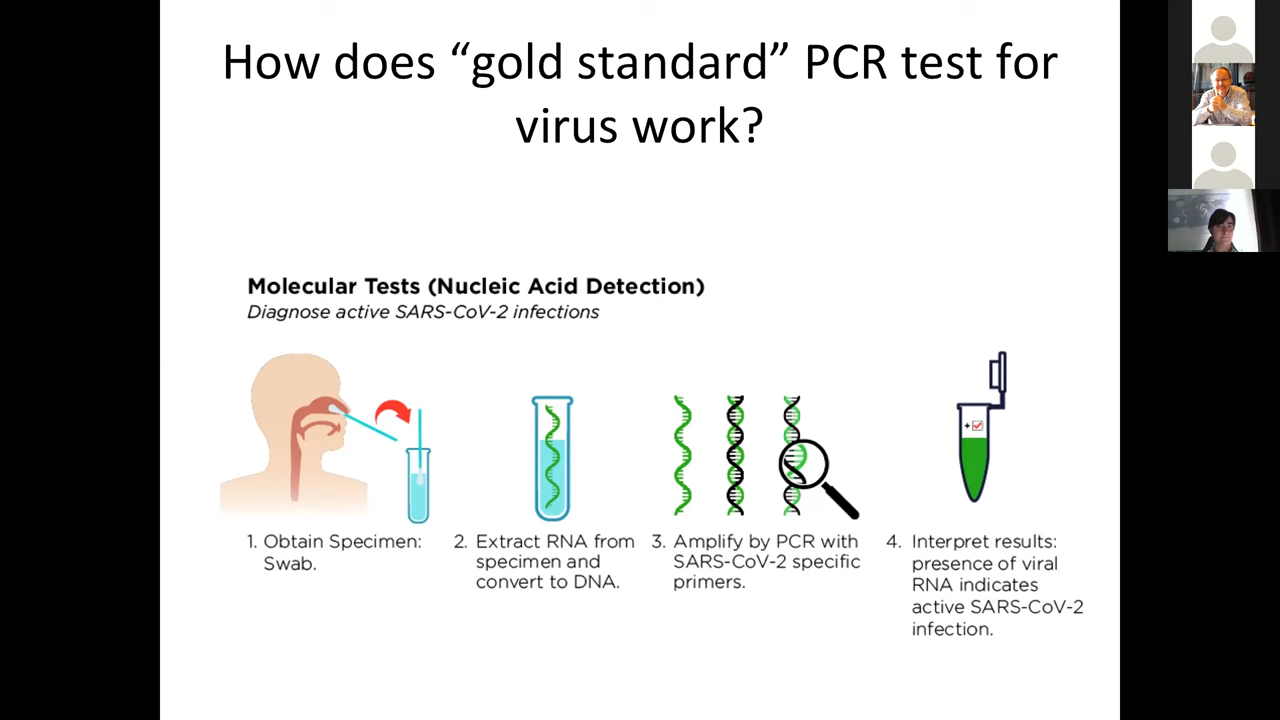 How does “gold standard” PCR test for
virus work?
Molecular Tests (Nucleic Acid Detection)
Diagnose active SARS-CoV-2 infections
1. Obtain Specimen:
Swab.
2. Extract RNA from
specimen and
convert to DNA.
3. Amplify by PCR with
SARS-CoV-2 specific
primers.
+
4. Interpret results:
presence of viral
RNA indicates
active SARS-CoV-2
infection.